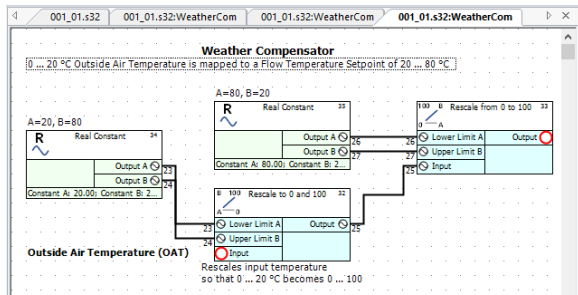 001_01.s32
001_01.s32:WeatherCom
001_01.s32:WeatherCom
001_01.s32:WeatherCom
Weather Compensator
0 ... 20 °C Outside Air Temperature is mapped to a Flow Temperature Setpoint of 20 ... 80 °C
A=80, B=20
R Real Constant 35
Output A 26
Output B 27
Constant A: 80.00: Constant B: 2...
100 B Rescale from 0 to 100 33
0 A
26 Lower Limit A Output
27 Upper Limit B
25 Input
A=20, B=80
R Real Constant 34
Output A 23
Output B 24
Constant A: 20.00: Constant B: 2...
B 100 Rescale to 0 and 100 32
A 0
23 Lower Limit A Output 25
24 Upper Limit B
Input
Outside Air Temperature (OAT)
Rescales input temperature
so that 0 ... 20 °C becomes 0 ... 100